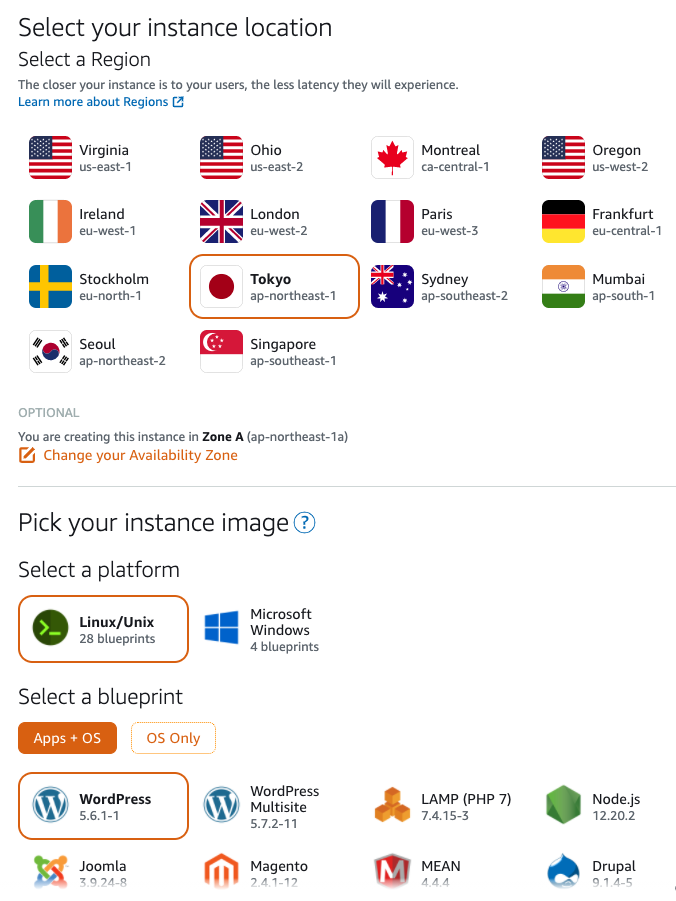 Select your instance location
Select a Region
The closer your instance is to your users, the less latency they will experience.
Learn more about Regions
Virginia
us-east-1
Ohio
us-east-2
Montreal
ca-central-1
Oregon
us-west-2
Ireland
eu-west-1
London
eu-west-2
Paris
eu-west-3
Frankfurt
eu-central-1
Stockholm
eu-north-1
Tokyo
ap-northeast-1
Sydney
ap-southeast-2
Mumbai
ap-south-1
Seoul
ap-northeast-2
Singapore
ap-southeast-1
OPTIONAL
You are creating this instance in Zone A (ap-northeast-1a)
Change your Availability Zone
Pick your instance image ?
Select a platform
Linux/Unix
28 blueprints
Microsoft
Windows
4 blueprints
Select a blueprint
Apps + OS
OS Only
WordPress
5.6.1-1
WordPress
Multisite
5.7.2-11
LAMP (PHP 7)
7.4.15-3
Node.js
12.20.2
Joomla
3.9.24-8
Magento
2.4.1-12
MEAN
4.4.4
Drupal
9.1.4-5